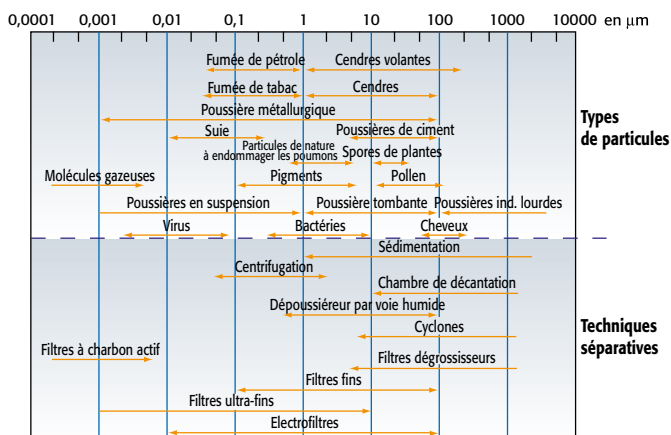 0,0001 0,001 0,01 0,1 1 10 100 1000 10000 en μm
Fumée de pétrole Cendres volantes
Fumée de tabac Cendres
Poussière métallurgique
Suie Poussières de ciment
Types
de particules
Particules de nature
à endommager les poumons
Spores de plantes
Molécules gazeuses Pigments Pollen
Poussières en suspension Poussière tombante Poussières ind. lourdes
Virus Bactéries Cheveux
Sédimentation
Centrifugation
Chambre de décantation
Dépoussiéreur par voie humide
Cyclones
Techniques
séparatives
Filtres à charbon actif
Filtres dégrossisseurs
Filtres fins
Filtres ultra-fins
Electrofiltres